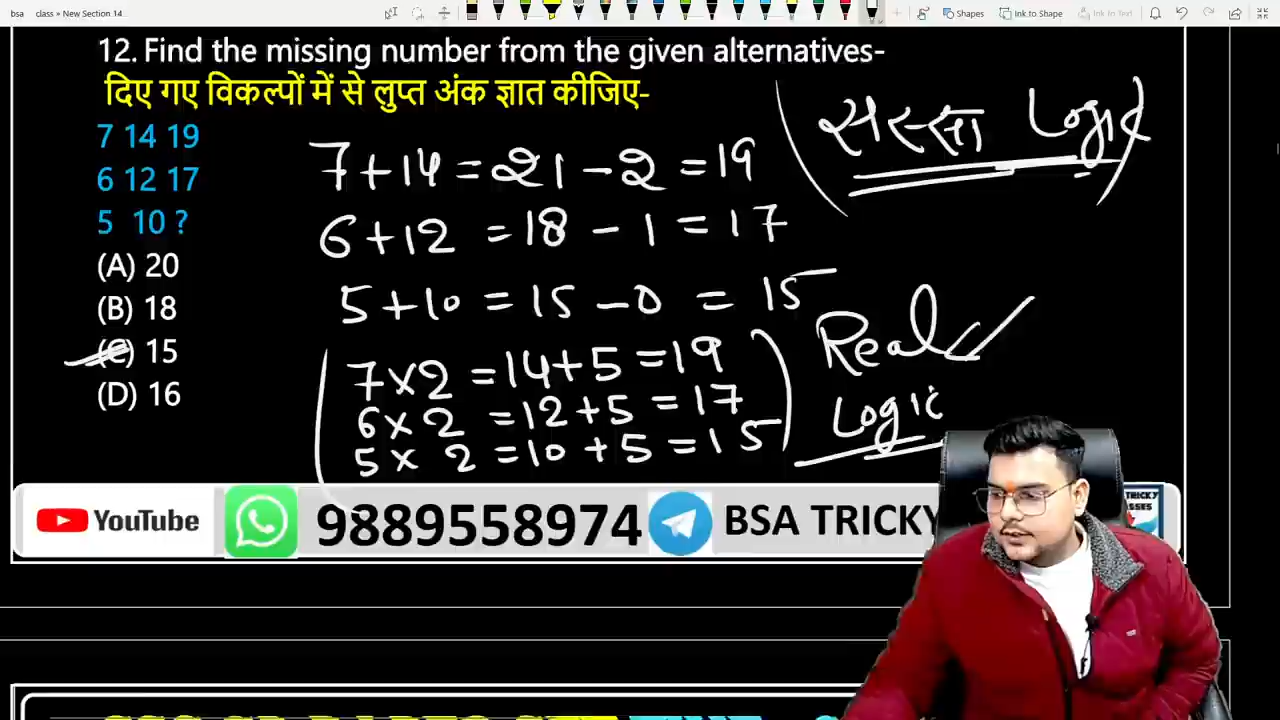 bsa class » New Section 14
Shapes Ink to Shape Ink to Text
12. Find the missing number from the given alternatives-
दिए गए विकल्पों में से लुप्त अंक ज्ञात कीजिए-
7 14 19
6 12 17
5 10 ?
(A) 20
(B) 18
(C) 15
(D) 16
7+14 = 21 - 2 = 19
6+12 = 18 - 1 = 17
5+10 = 15 - 0 = 15
(सस्ता Logic)
7×2 = 14+5 = 19
6×2 = 12+5 = 17
5×2 = 10+5 = 15
Real
Logic
YouTube 9889558974 BSA TRICKY
TRICKY